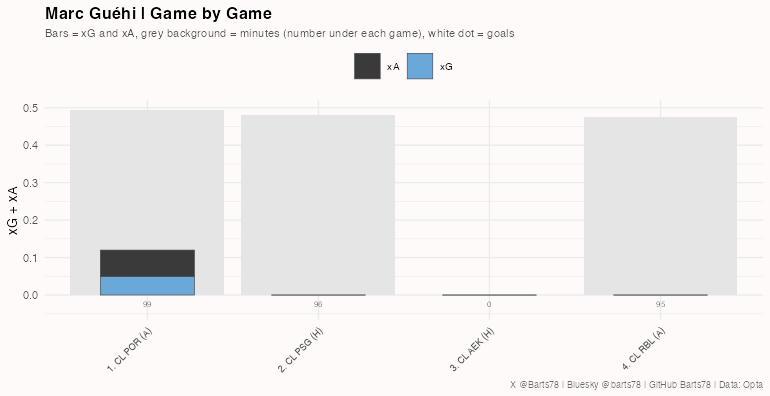 Marc Guéhi | Game by Game
Bars = xG and xA, grey background = minutes (number under each game), white dot = goals
xA
xG
xG + xA
0.5
0.4
0.3
0.2
0.1
0.0
99
96
0
95
1. CL POR (A)
2. CL PSG (H)
3. CL AEK (H)
4. CL RBL (A)
X @Barts78 | Bluesky @barts78 | GitHub Barts78 | Data: Opta